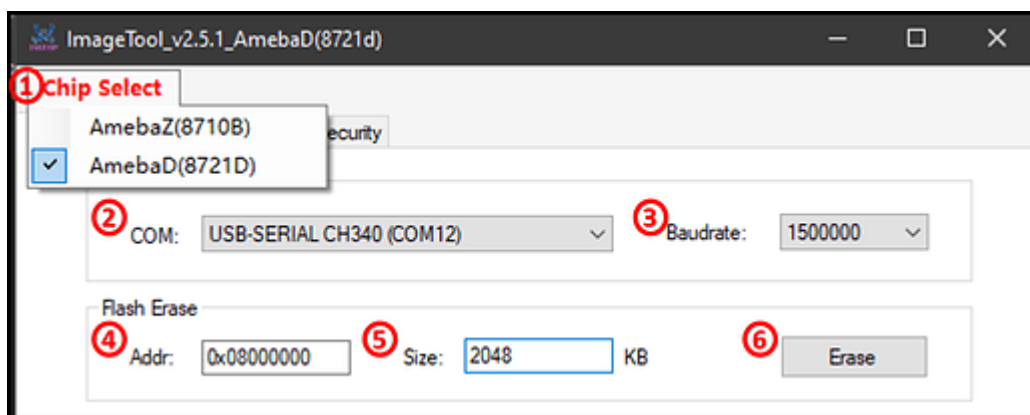 ImageTool_v2.5.1_AmebaD(8721d)
1 Chip Select
AmebaZ(8710B)
ecurity
AmebaD(8721D)
2 COM: USB-SERIAL CH340 (COM12) 3 Baudrate: 1500000
Flash Erase
4 Addr: 0x08000000 5 Size: 2048 KB 6 Erase